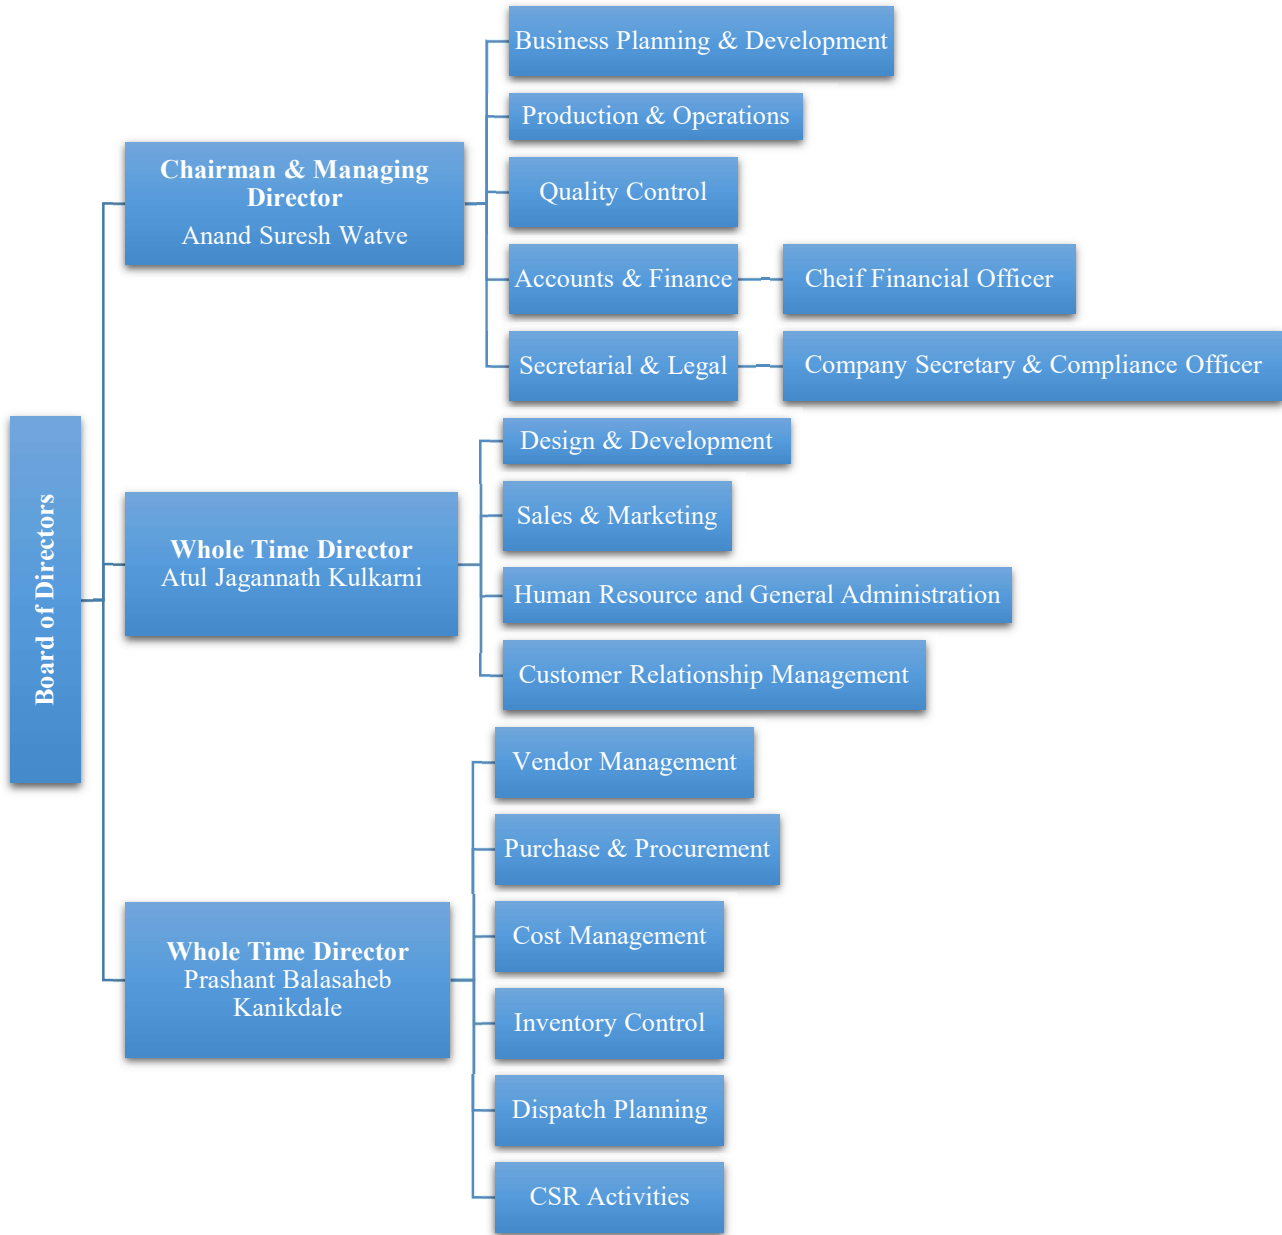 Board of Directors
Chairman & Managing
Director
Anand Suresh Watve
Business Planning & Development
Production & Operations
Quality Control
Accounts & Finance
Cheif Financial Officer
Secretarial & Legal
Company Secretary & Compliance Officer
Whole Time Director
Atul Jagannath Kulkarni
Design & Development
Sales & Marketing
Human Resource and General Administration
Customer Relationship Management
Whole Time Director
Prashant Balasaheb
Kanikdale
Vendor Management
Purchase & Procurement
Cost Management
Inventory Control
Dispatch Planning
CSR Activities